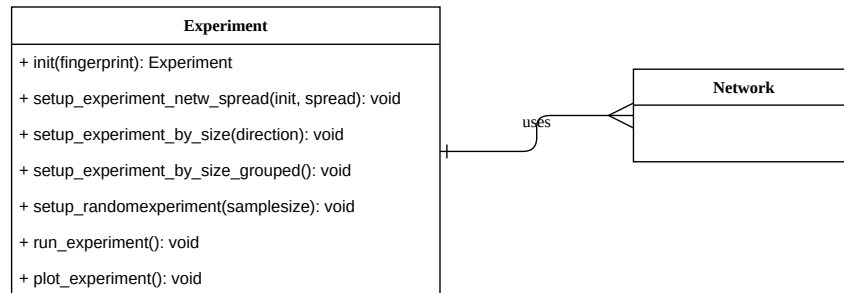 Experiment
+ init(fingerprint): Experiment
+ setup_experiment_netw_spread(init, spread): void
+ setup_experiment_by_size(direction): void
+ setup_experiment_by_size_grouped(): void
+ setup_randomexperiment(samplesize): void
+ run_experiment(): void
+ plot_experiment(): void
uses
Network